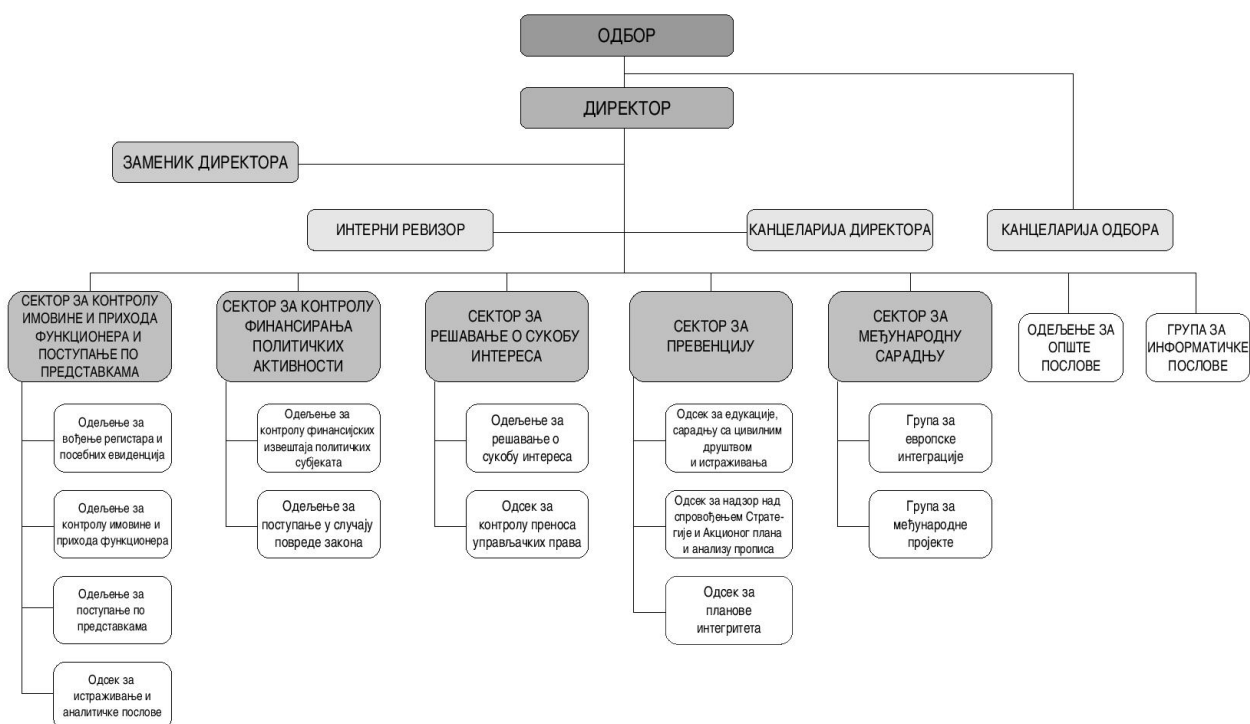 ОДБОР
ДИРЕКТОР
ЗАМЕНИК ДИРЕКТОРА
ИНТЕРНИ РЕВИЗОР
КАНЦЕЛАРИЈА ДИРЕКТОРА
КАНЦЕЛАРИЈА ОДБОРА
СЕКТОР ЗА КОНТРОЛУ
ИМОВИНЕ И ПРИХОДА
ФУНКЦИОНЕРА И
ПОСТУПАЊЕ ПО
ПРЕДСТАВКАМА
СЕКТОР ЗА КОНТРОЛУ
ФИНАНСИРАЊА
ПОЛИТИЧКИХ
АКТИВНОСТИ
СЕКТОР ЗА
РЕШАВАЊЕ О СУКОБУ
ИНТЕРЕСА
СЕКТОР ЗА
ПРЕВЕНЦИЈУ
СЕКТОР ЗА
МЕЂУНАРОДНУ
САРАДЊУ
ОДЕЉЕЊЕ ЗА
ОПШТЕ
ПОСЛОВЕ
ГРУПА ЗА
ИНФОРМАТИЧКЕ
ПОСЛОВЕ
Одељење за
вођење регистара и
посебних евиденција
Одељење за
контролу имовине и
прихода функционера
Одељење за
поступање по
представкама
Одсек за
истраживање и
аналитичке послове
Одељење за
контролу финансијских
извештаја политичких
субјеката
Одељење за
поступање у случају
повреде закона
Одељење за
решавање о
сукобу интереса
Одсек за
контролу преноса
управљачких права
Одсек за едукације,
сарадњу са цивилним
друштвом
и истраживања
Одсек за надзор над
спровођењем Страте-
гије и Акционог плана
и анализу прописа
Одсек за
планове
интегритета
Група за
европске
интеграције
Група за
међународне
пројекте